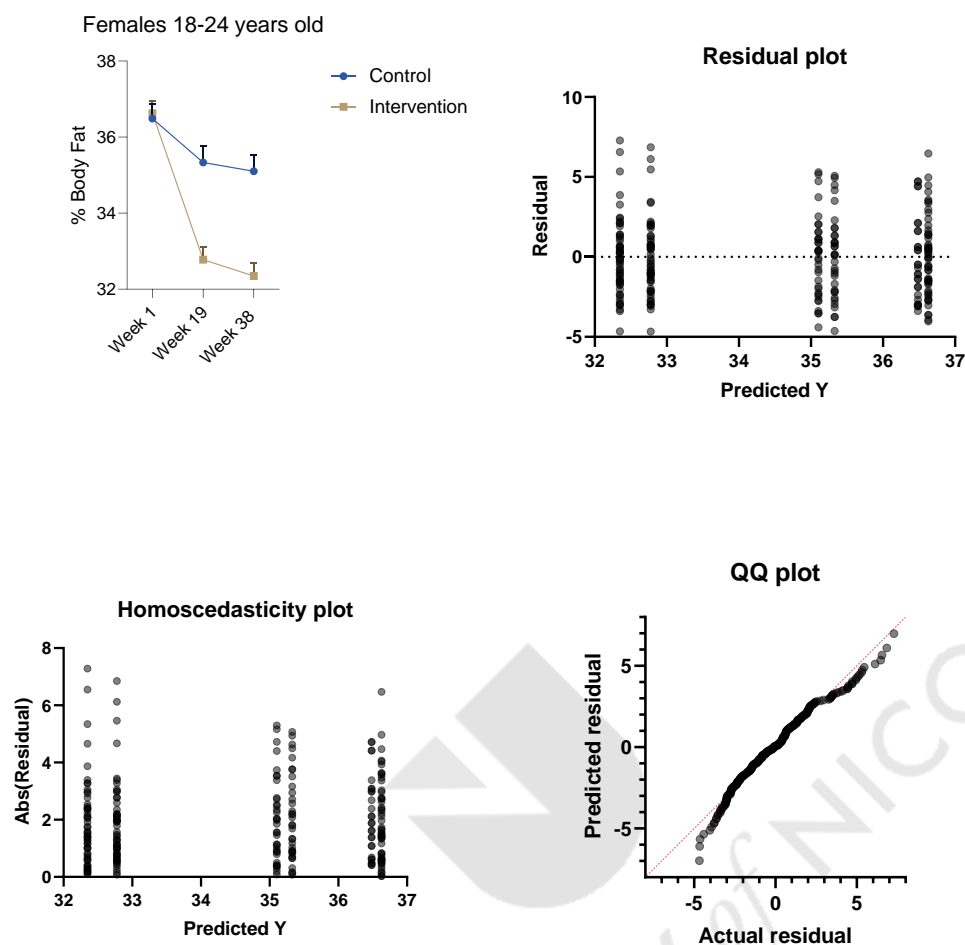 Females 18-24 years old
38
36
34
32
% Body Fat
Week 1
Week 19
Week 38
Control
Intervention
Residual plot
10
5
0
-5
Residual
32 33 34 35 36 37
Predicted Y
Homoscedasticity plot
8
6
4
2
0
Abs(Residual)
32 33 34 35 36 37
Predicted Y
QQ plot
5
0
-5
Predicted residual
-5 0 5
Actual residual
of NICO